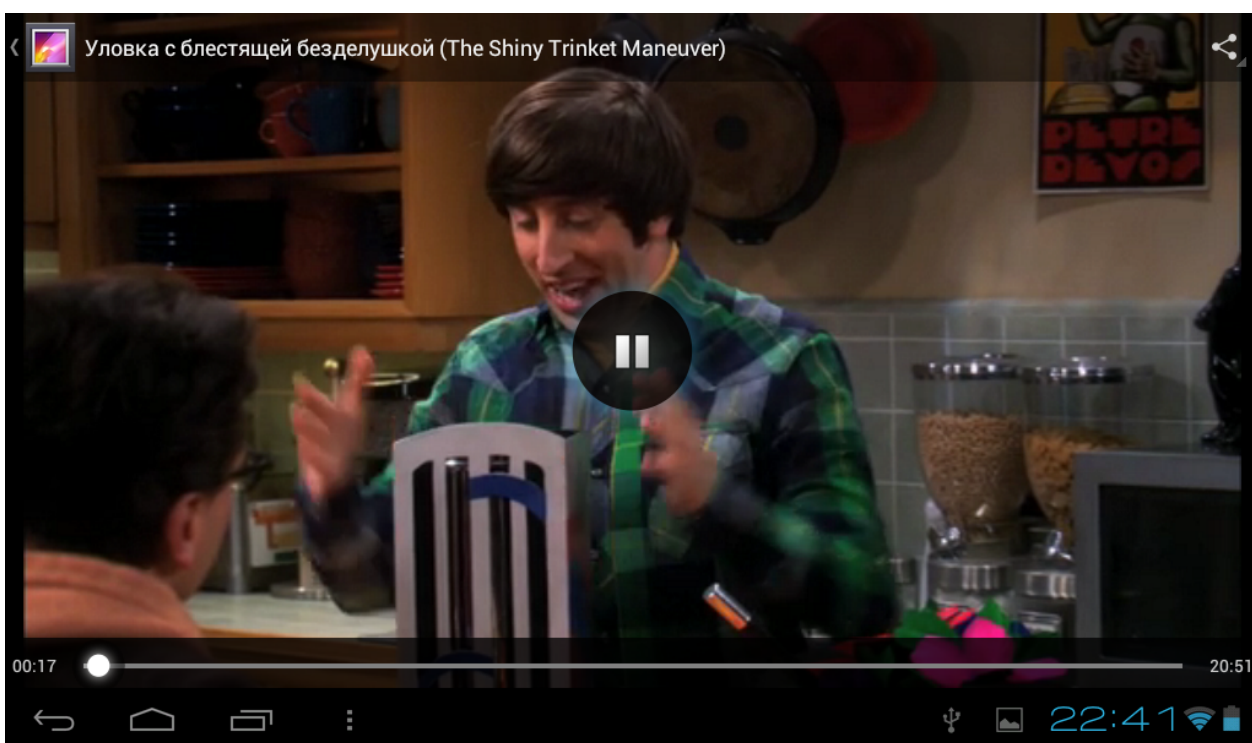 Уловка с блестящей безделушкой (The Shiny Trinket Maneuver)
PETRE
DEVOS
00:17
20:51
22:41